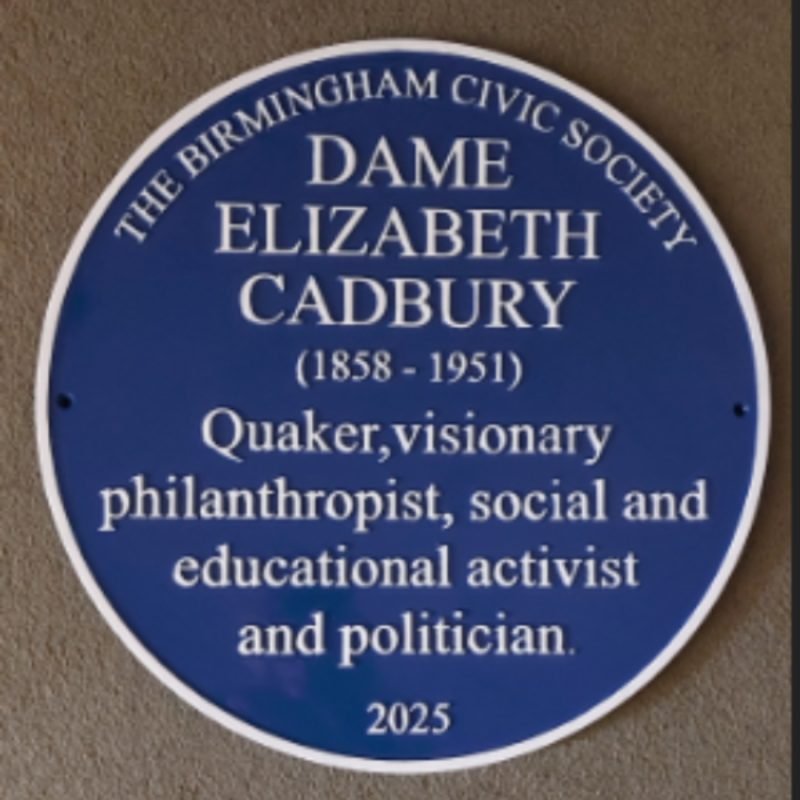 THE BIRMINGHAM CIVIC SOCIETY
DAME
ELIZABETH
CADBURY
(1858 - 1951)
Quaker,visionary
philanthropist, social and
educational activist
and politician.
2025